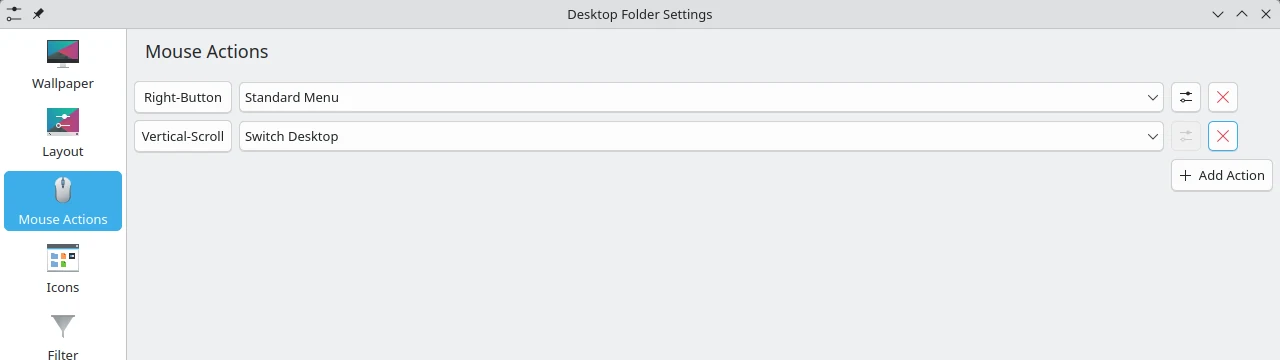 Desktop Folder Settings
Wallpaper
Layout
Mouse Actions
Icons
Filter
Mouse Actions
Right-Button
Standard Menu
Vertical-Scroll
Switch Desktop
Add Action